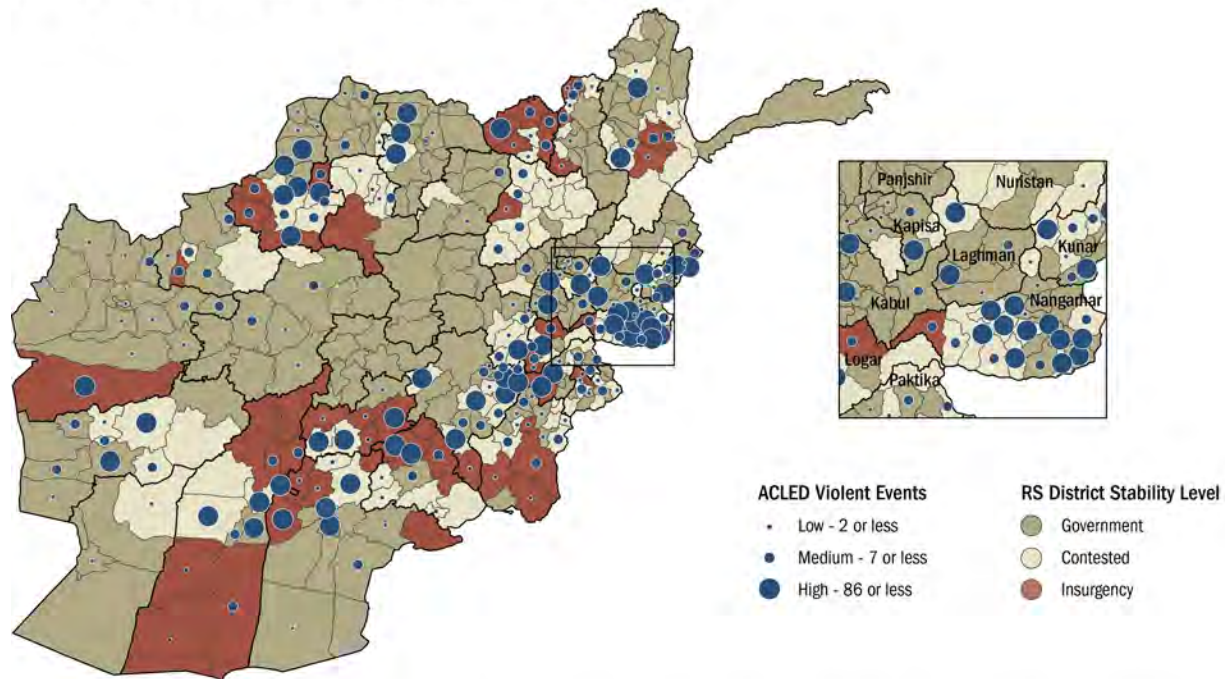 Panjshir
Nuristan
Kapisa
Laghman
Kunar
Kabul
Nangarhar
Logar
Paktika
ACLED Violent Events
Low - 2 or less
Medium - 7 or less
High - 86 or less
RS District Stability Level
Government
Contested
Insurgency